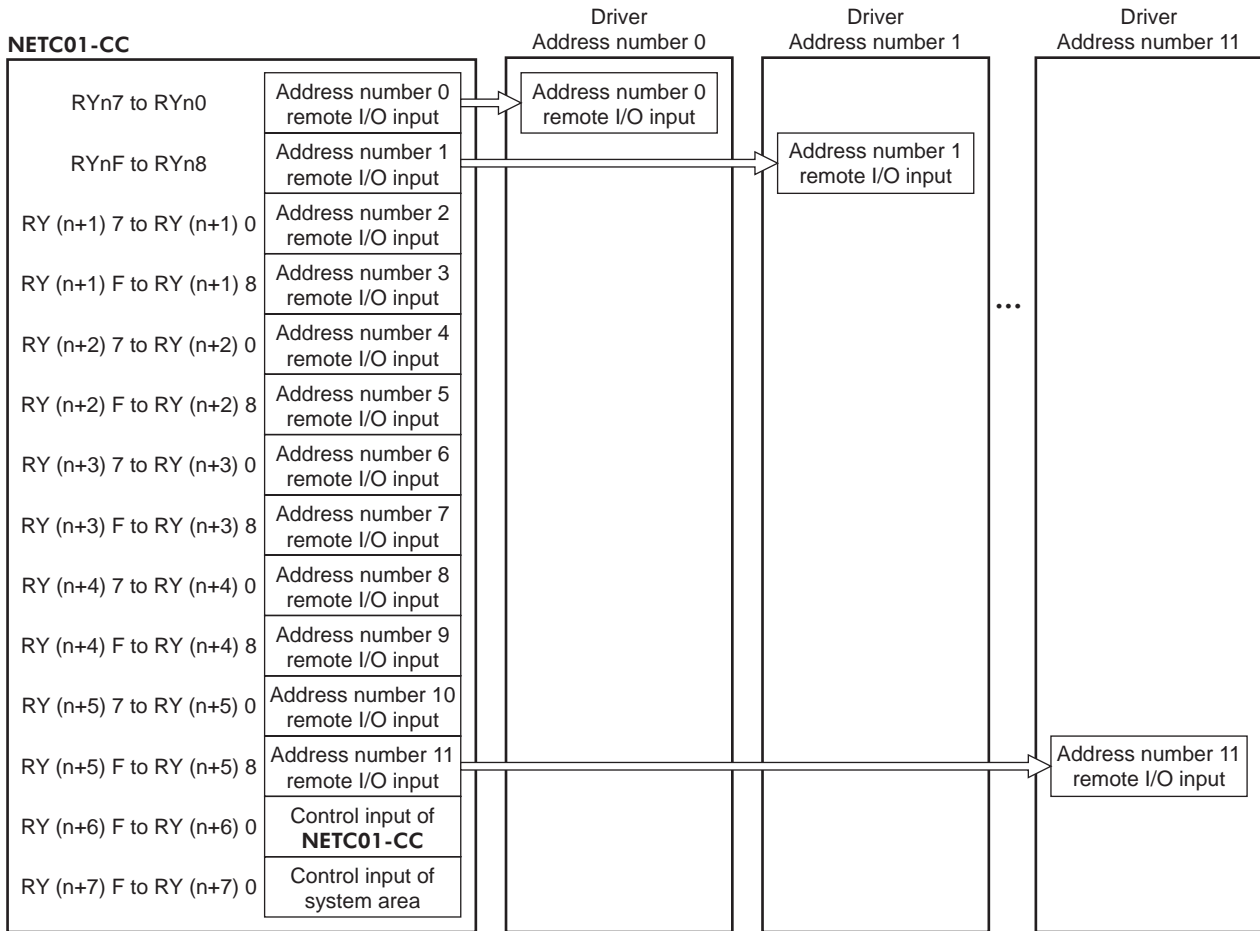 NETC01-CC
Driver
Address number 0
Driver
Address number 1
Driver
Address number 11
RYn7 to RYn0
Address number 0
remote I/O input
Address number 0
remote I/O input
RYnF to RYn8
Address number 1
remote I/O input
Address number 1
remote I/O input
RY (n+1) 7 to RY (n+1) 0
Address number 2
remote I/O input
RY (n+1) F to RY (n+1) 8
Address number 3
remote I/O input
...
RY (n+2) 7 to RY (n+2) 0
Address number 4
remote I/O input
RY (n+2) F to RY (n+2) 8
Address number 5
remote I/O input
RY (n+3) 7 to RY (n+3) 0
Address number 6
remote I/O input
RY (n+3) F to RY (n+3) 8
Address number 7
remote I/O input
RY (n+4) 7 to RY (n+4) 0
Address number 8
remote I/O input
RY (n+4) F to RY (n+4) 8
Address number 9
remote I/O input
RY (n+5) 7 to RY (n+5) 0
Address number 10
remote I/O input
RY (n+5) F to RY (n+5) 8
Address number 11
remote I/O input
Address number 11
remote I/O input
RY (n+6) F to RY (n+6) 0
Control input of
NETC01-CC
RY (n+7) F to RY (n+7) 0
Control input of
system area